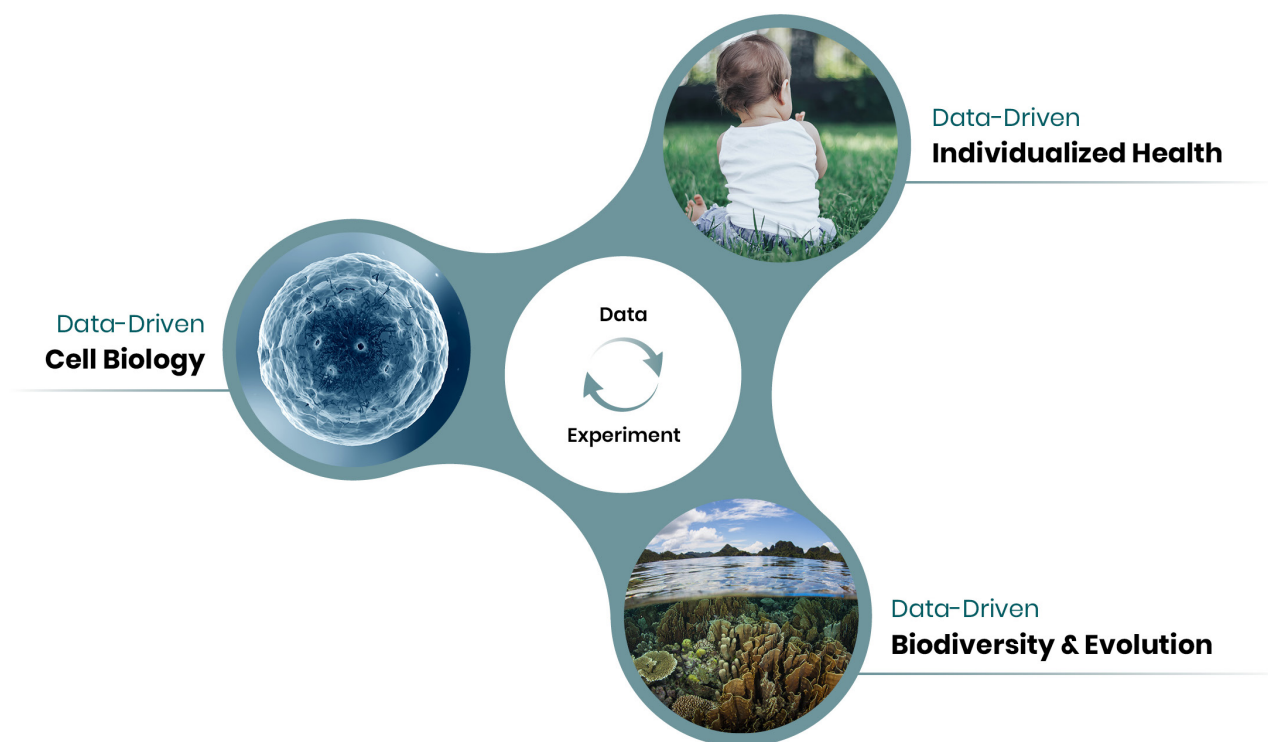 Data-Driven
Individualized Health
Data-Driven
Cell Biology
Data
Experiment
Data-Driven
Biodiversity & Evolution